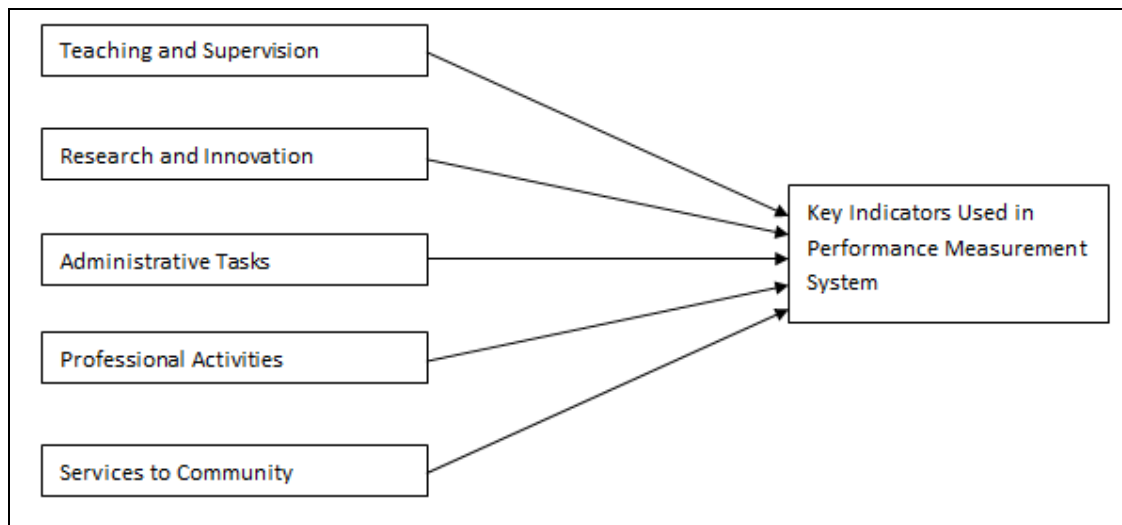 Teaching and Supervision
Research and Innovation
Administrative Tasks
Professional Activities
Services to Community
Key Indicators Used in
Performance Measurement
System